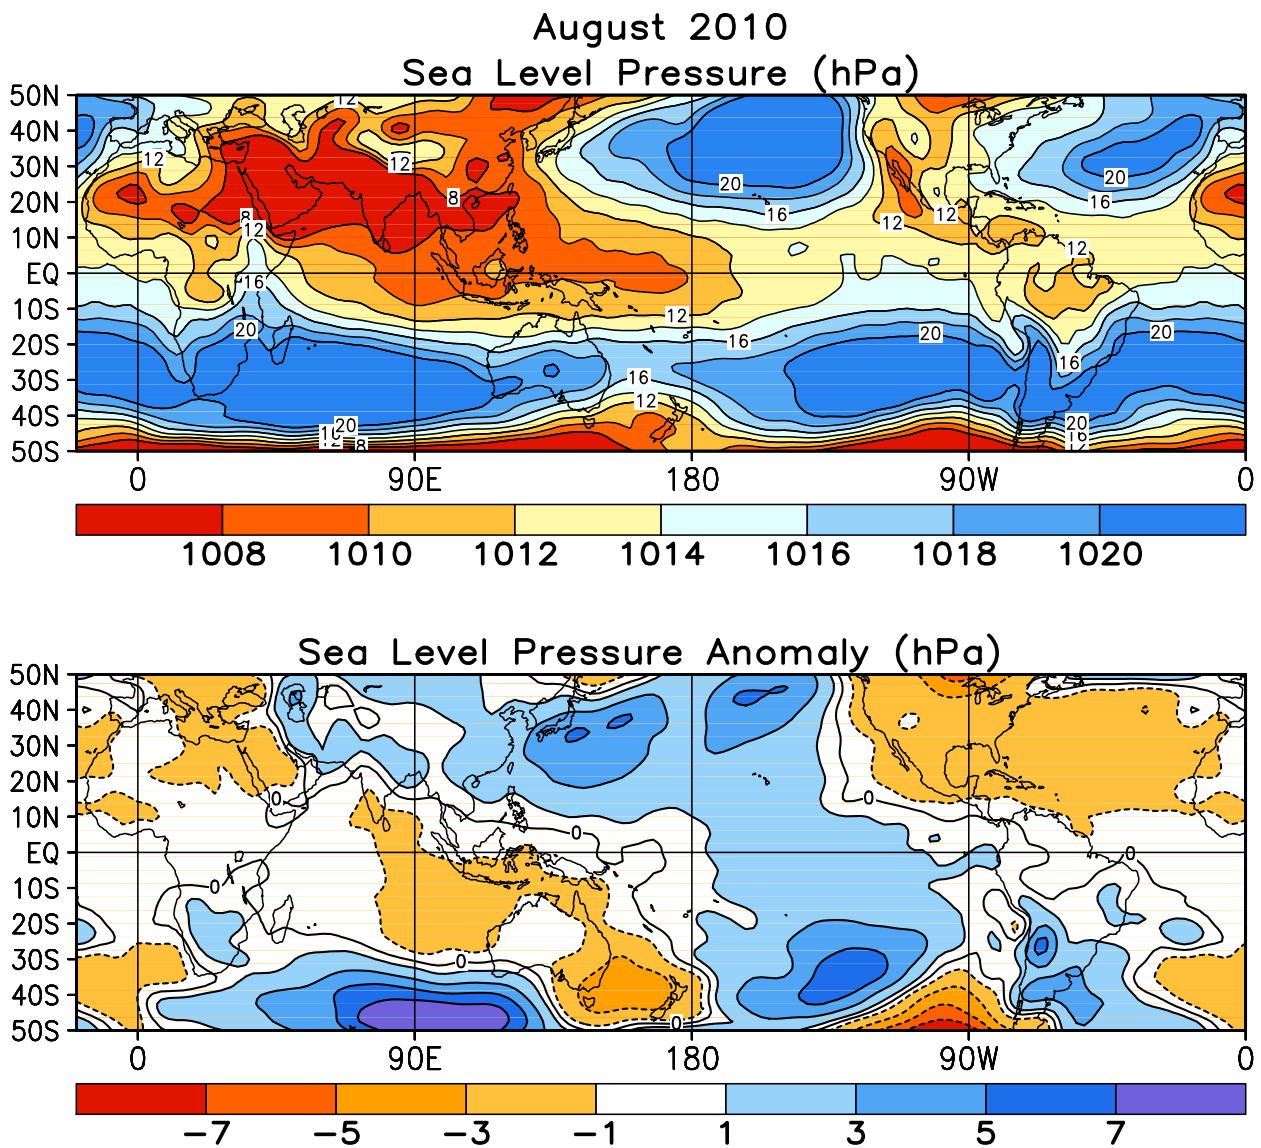 August 2010
Sea Level Pressure (hPa)
50N
12
40N
12
12
30N
20
20
20N
8
8
16
12
12
16
10N
12
12
EQ
16
10S
20
12
20
20
20S
16
16
30S
16
12
40S
20
20
16
50S
8
12
0 90E 180 90W 0
1008 1010 1012 1014 1016 1018 1020
Sea Level Pressure Anomaly (hPa)
50N
40N
30N
20N
0
0
10N
0
EQ
0
10S
0
20S
30S
0
40S
50S
0
0 90E 180 90W 0
−7 −5 −3 −1 1 3 5 7